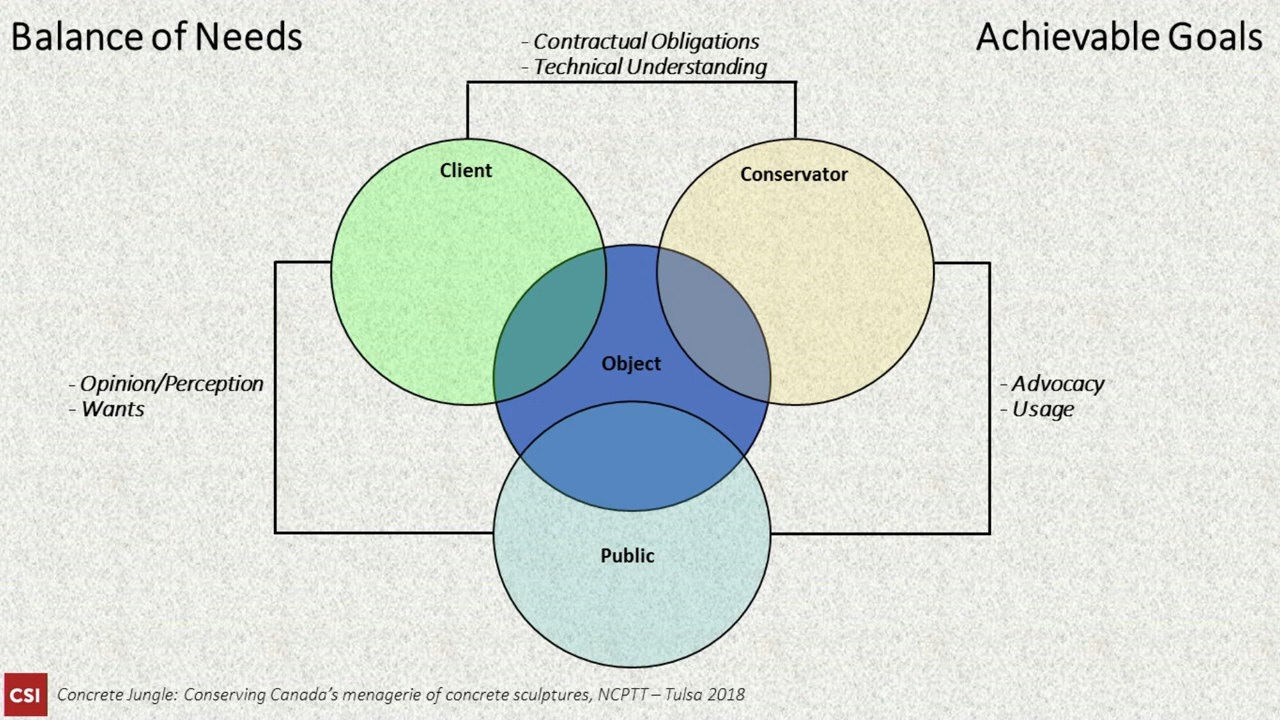 Balance of Needs
Achievable Goals
- Contractual Obligations
- Technical Understanding
Client
Conservator
Object
- Opinion/Perception
- Wants
- Advocacy
- Usage
Public
CSI
Concrete Jungle: Conserving Canada’s menagerie of concrete sculptures, NCPTT – Tulsa 2018